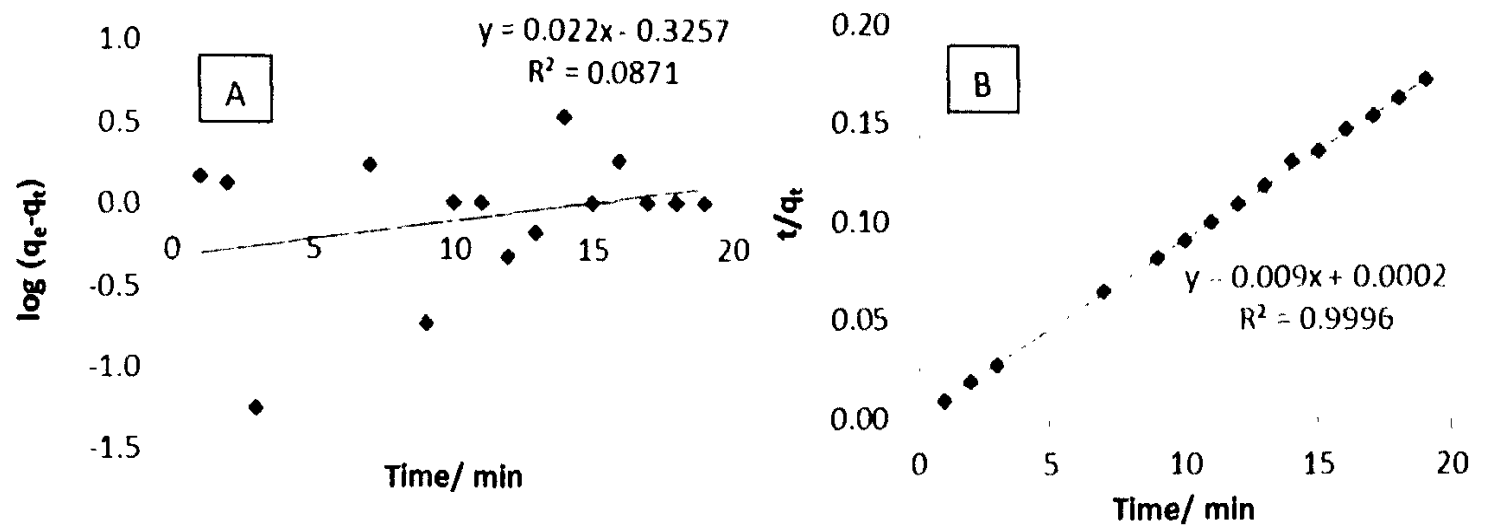 A
y = 0.022x - 0.3257
R² = 0.0871
1.0
0.5
0.0
-0.5
-1.0
-1.5
0
5
10
15
20
log (qe-qt)
Time/ min
B
0.20
0.15
0.10
0.05
0.00
y = 0.009x + 0.0002
R² = 0.9996
0
5
10
15
20
t/qt
Time/ min